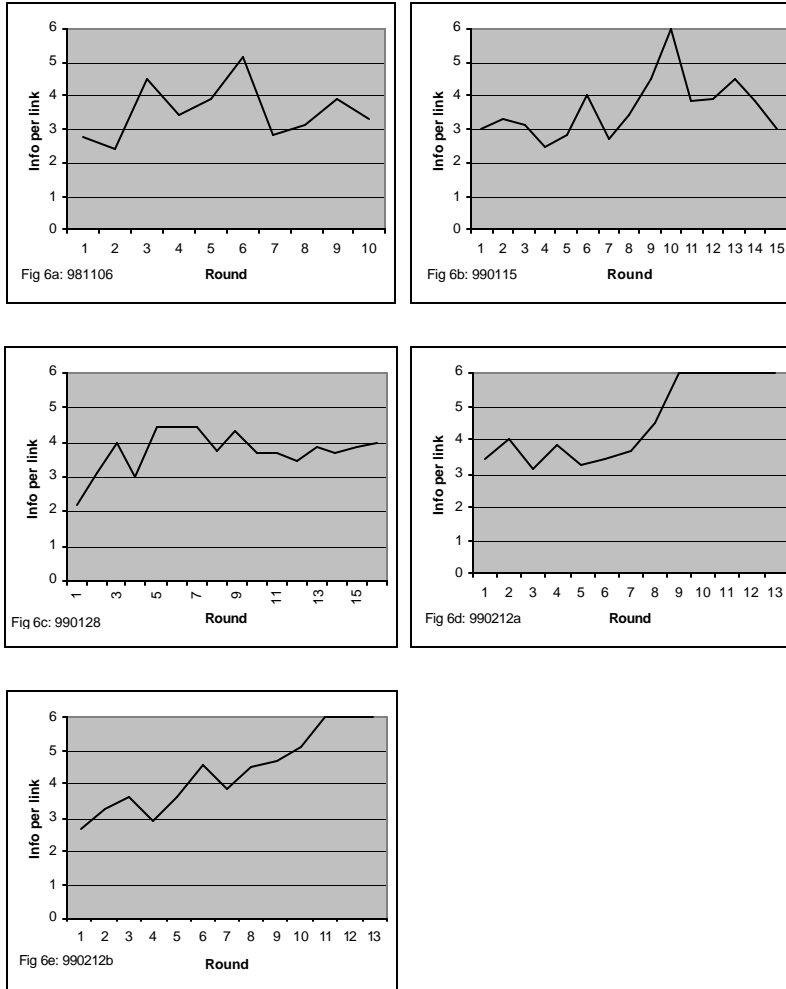 6
5
4
3
2
1
0
Info per link
1 2 3 4 5 6 7 8 9 10
Fig 6a: 981106
Round
6
5
4
3
2
1
0
Info per link
1 2 3 4 5 6 7 8 9 10 11 12 13 14 15
Fig 6b: 990115
Round
6
5
4
3
2
1
0
Info per link
1 3 5 7 9 11 13 15
Fig 6c: 990128
Round
6
5
4
3
2
1
0
Info per link
1 2 3 4 5 6 7 8 9 10 11 12 13
Fig 6d: 990212a
Round
6
5
4
3
2
1
0
Info per link
1 2 3 4 5 6 7 8 9 10 11 12 13
Fig 6e: 990212b
Round